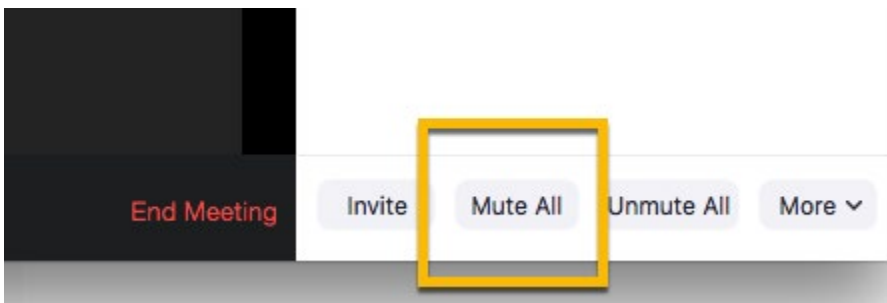 End Meeting
Invite
Mute All
Unmute All
More